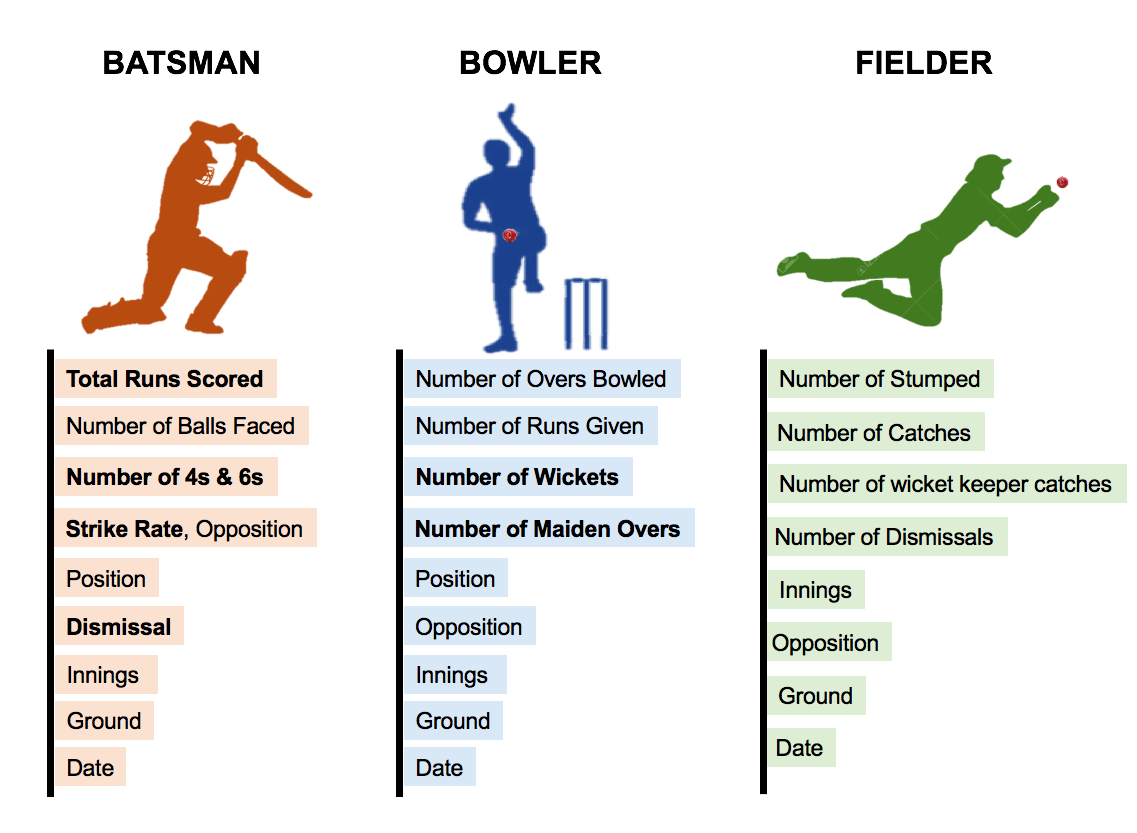 BATSMAN
Total Runs Scored
Number of Balls Faced
Number of 4s & 6s
Strike Rate, Opposition
Position
Dismissal
Innings
Ground
Date
BOWLER
Number of Overs Bowled
Number of Runs Given
Number of Wickets
Number of Maiden Overs
Position
Opposition
Innings
Ground
Date
FIELDER
Number of Stumped
Number of Catches
Number of wicket keeper catches
Number of Dismissals
Innings
Opposition
Ground
Date